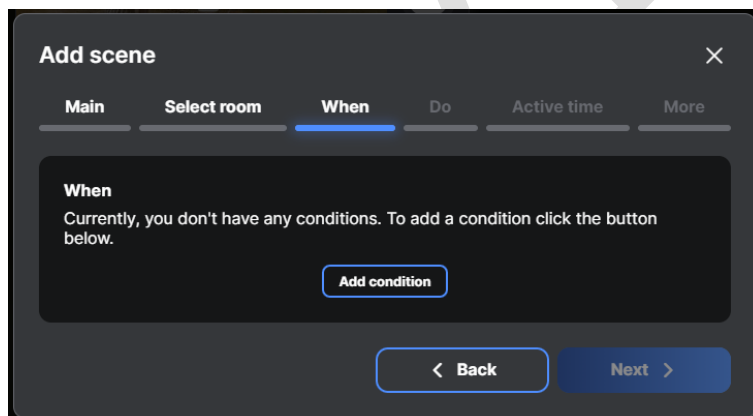 Add scene
Main Select room When Do Active time More
When
Currently, you don't have any conditions. To add a condition click the button
below.
Add condition
Back Next